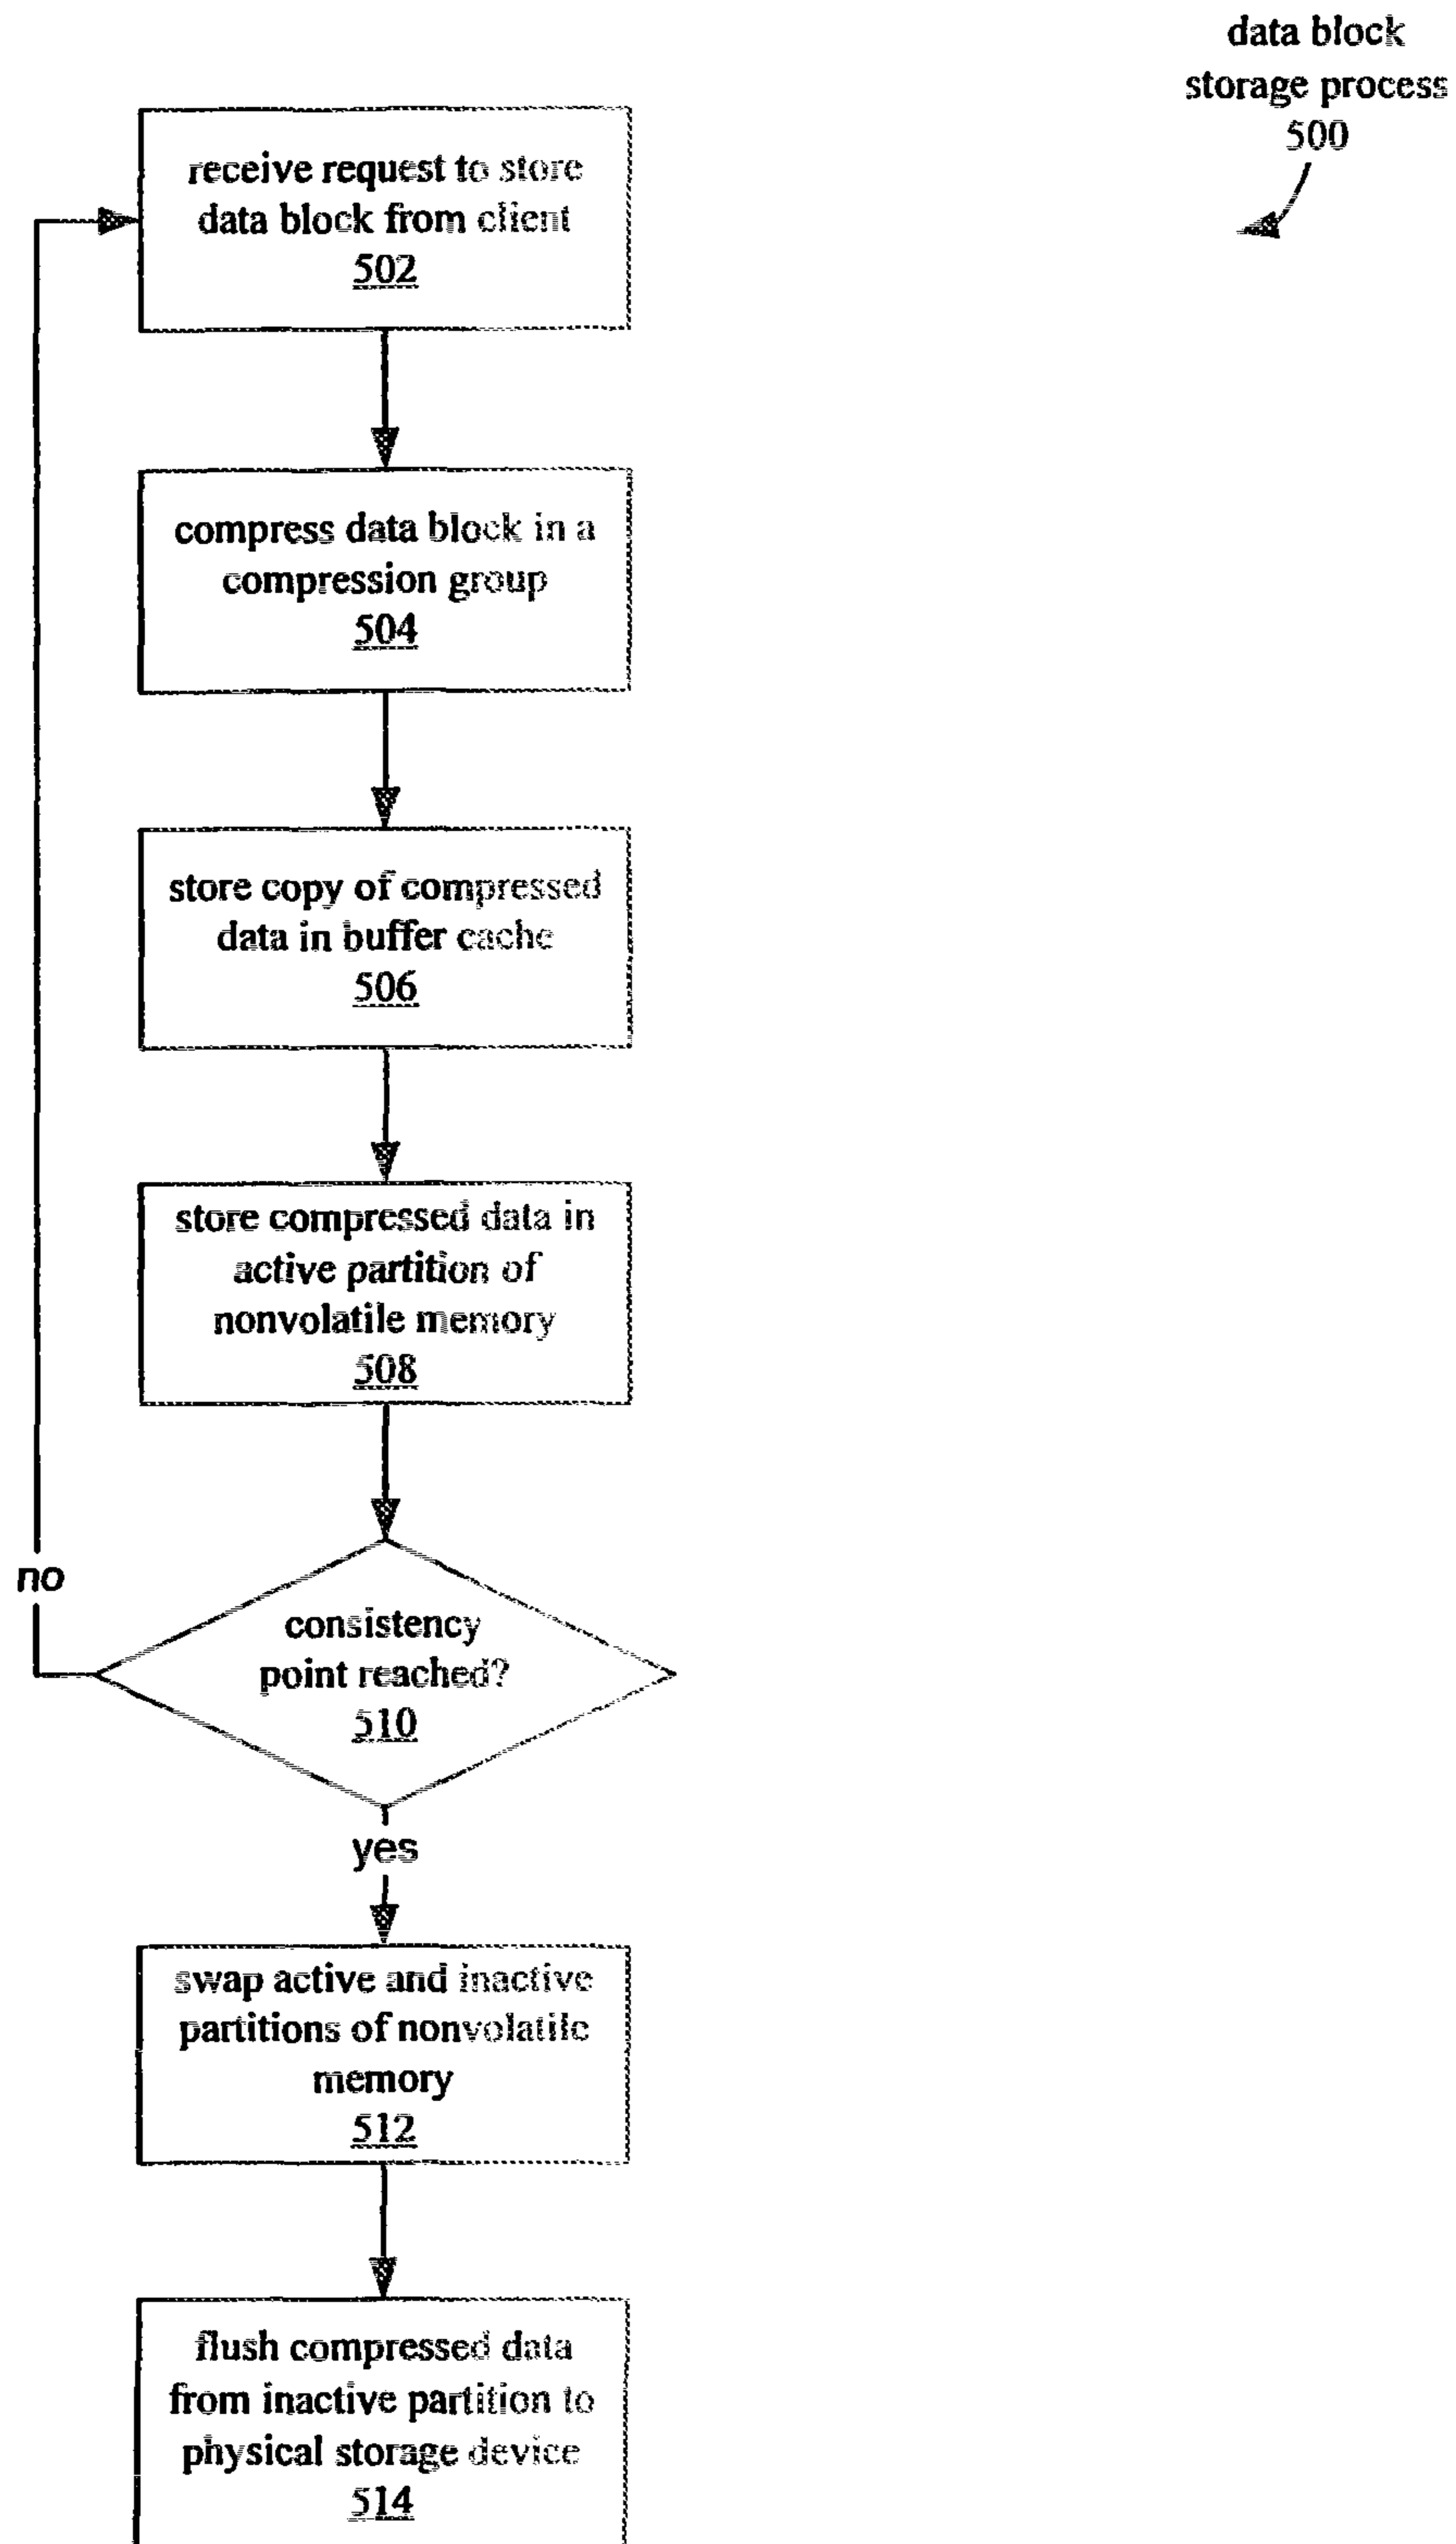 data block
storage process
500
receive request to store
data block from client
502
compress data block in a
compression group
504
store copy of compressed
data in buffer cache
506
store compressed data in
active partition of
nonvolatile memory
508
no
consistency
point reached?
510
yes
swap active and inactive
partitions of nonvolatile
memory
512
flush compressed data
from inactive partition to
physical storage device
514